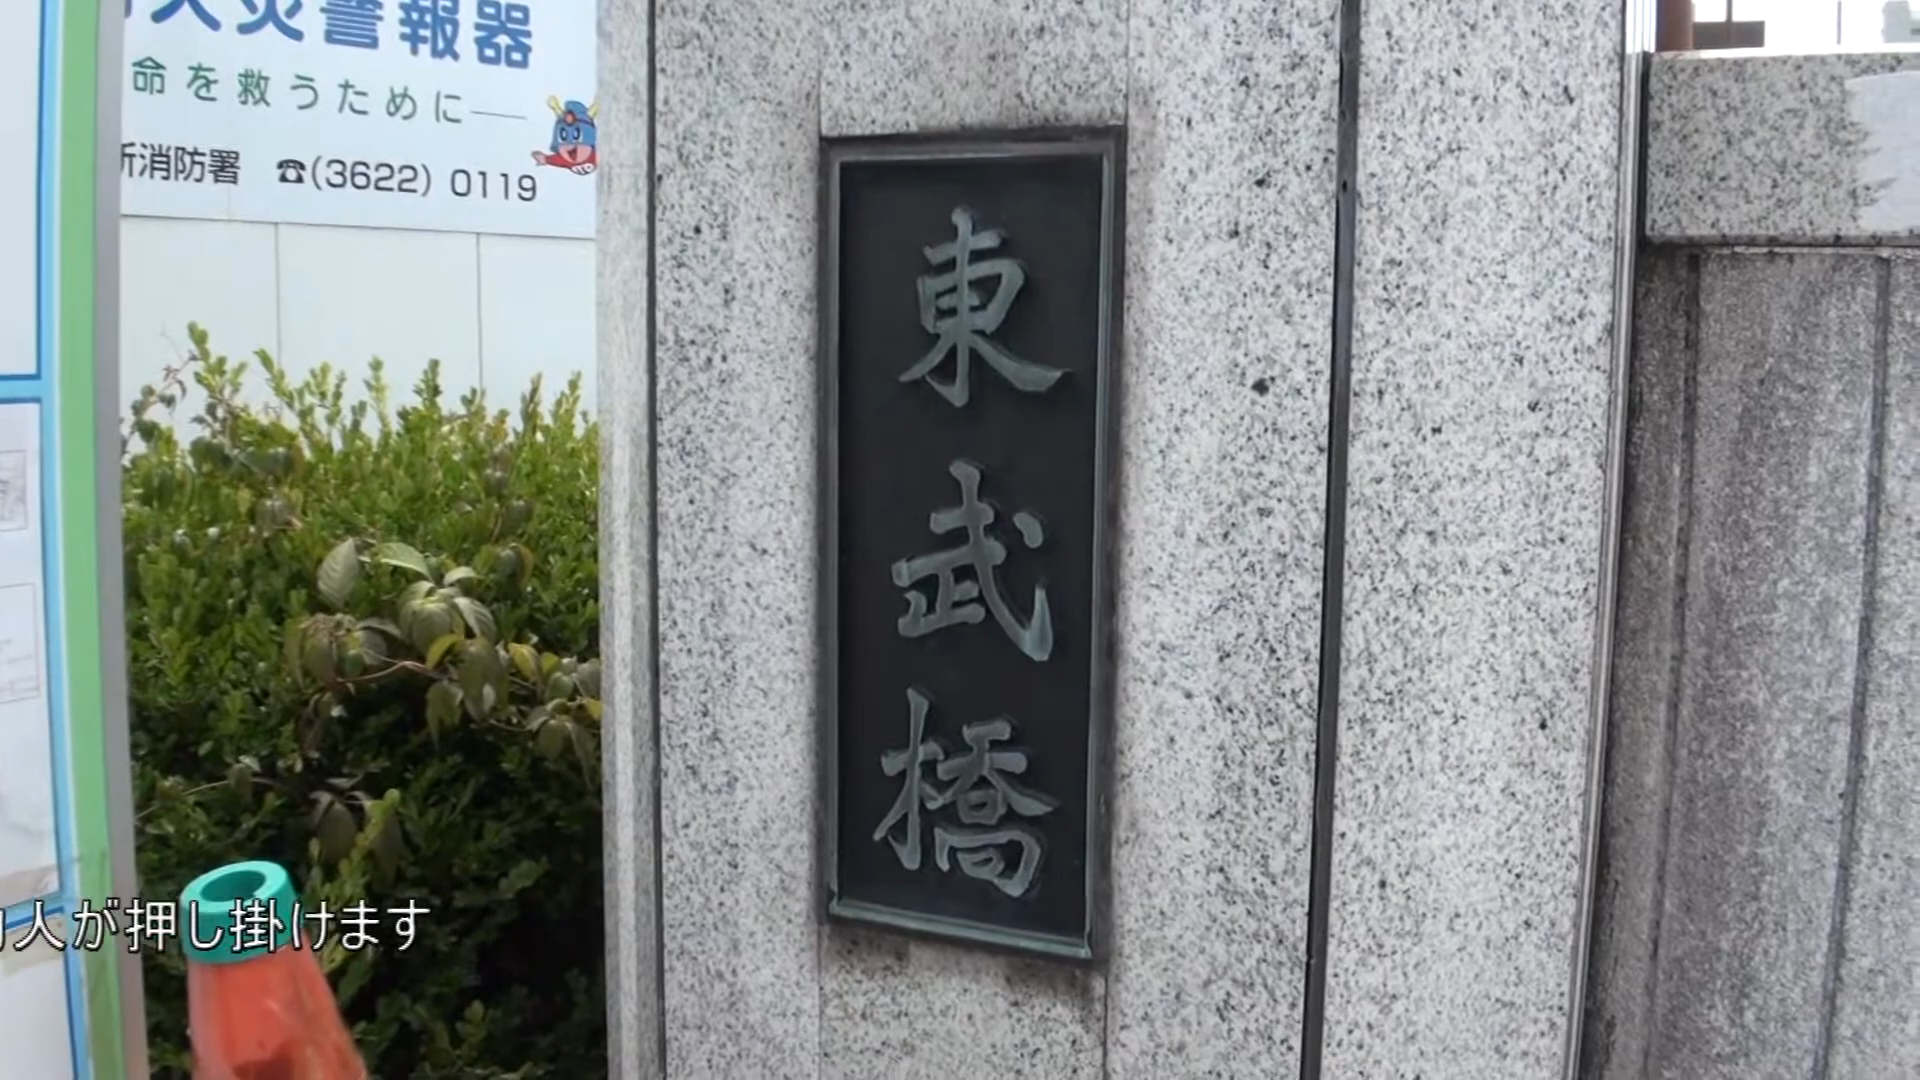 火災警報器
命を救うために
所消防署 ☎(3622) 0119
東武橋
人が押し掛けます